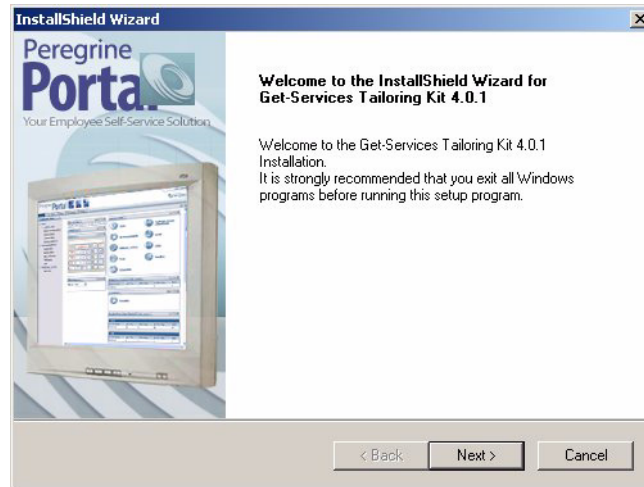 InstallShield Wizard
Peregrine
Portal
Your Employee Self-Service Solution
Welcome to the InstallShield Wizard for
Get-Services Tailoring Kit 4.0.1
Welcome to the Get-Services Tailoring Kit 4.0.1
Installation.
It is strongly recommended that you exit all Windows
programs before running this setup program.
< Back
Next >
Cancel